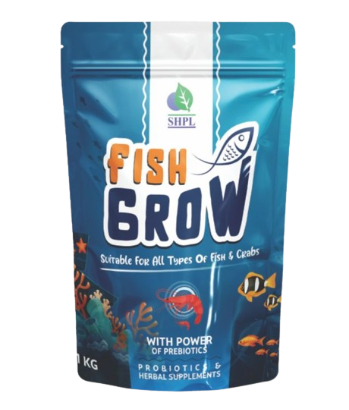 SHPL
FISH
GROW
Suitable For All Types Of Fish & Crabs
WITH POWER
OF PREBIOTICS
1 KG
PROBIOTICS &
HERBAL SUPPLEMENTS